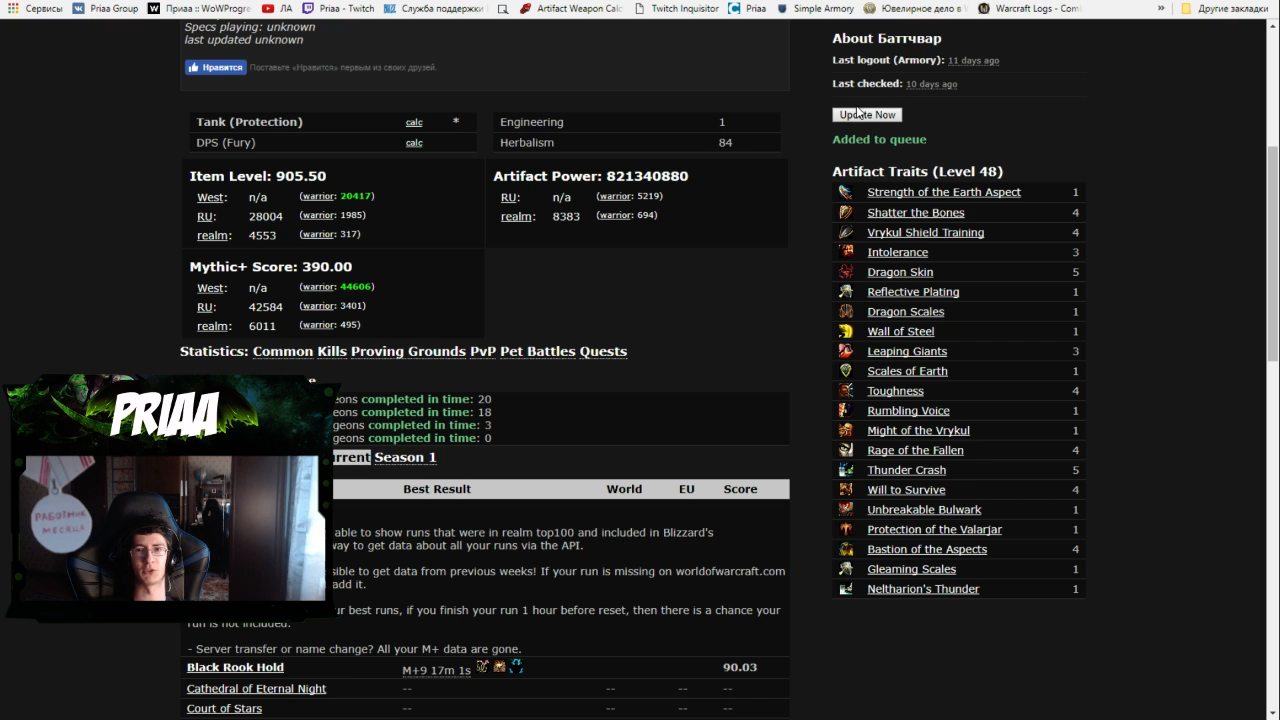 Сервисы Priaa Group Priaa :: WoWProgre ЛА Priaa - Twitch Служба поддержки Artifact Weapon Calc Twitch Inquisitor Priaa Simple Armory Ювелирное дело в Warcraft Logs - Com » Другие закладки
Specs playing: unknown
last updated unknown
Нравится Поставьте «Нравится» первым из своих друзей.
Tank (Protection) calc *
DPS (Fury) calc
Engineering 1
Herbalism 84
Item Level: 905.50
West: n/a (warrior: 20417)
RU: 28004 (warrior: 1985)
realm: 4553 (warrior: 317)
Artifact Power: 821340880
RU: n/a (warrior: 5219)
realm: 8383 (warrior: 694)
Mythic+ Score: 390.00
West: n/a (warrior: 44606)
RU: 42584 (warrior: 3401)
realm: 6011 (warrior: 495)
Statistics: Common Kills Proving Grounds PvP Pet Battles Quests
eons completed in time: 20
eons completed in time: 18
eons completed in time: 3
eons completed in time: 0
urrent Season 1
Best Result World EU Score
able to show runs that were in realm top100 and included in Blizzard's
way to get data about all your runs via the API.
sible to get data from previous weeks! If your run is missing on worldofwarcraft.com
add it.
ur best runs, if you finish your run 1 hour before reset, then there is a chance your
run is not included.
- Server transfer or name change? All your M+ data are gone.
Black Rook Hold M+9 17m 1s 90.03
Cathedral of Eternal Night -- -- -- --
Court of Stars -- -- -- --
PRIAA
РАБОТНИК
МЕСЯЦА
About Баттчвар
Last logout (Armory): 11 days ago
Last checked: 10 days ago
Update Now
Added to queue
Artifact Traits (Level 48)
Strength of the Earth Aspect 1
Shatter the Bones 4
Vrykul Shield Training 4
Intolerance 3
Dragon Skin 5
Reflective Plating 1
Dragon Scales 1
Wall of Steel 1
Leaping Giants 3
Scales of Earth 1
Toughness 4
Rumbling Voice 1
Might of the Vrykul 1
Rage of the Fallen 4
Thunder Crash 5
Will to Survive 4
Unbreakable Bulwark 1
Protection of the Valarjar 1
Bastion of the Aspects 4
Gleaming Scales 1
Neltharion's Thunder 1